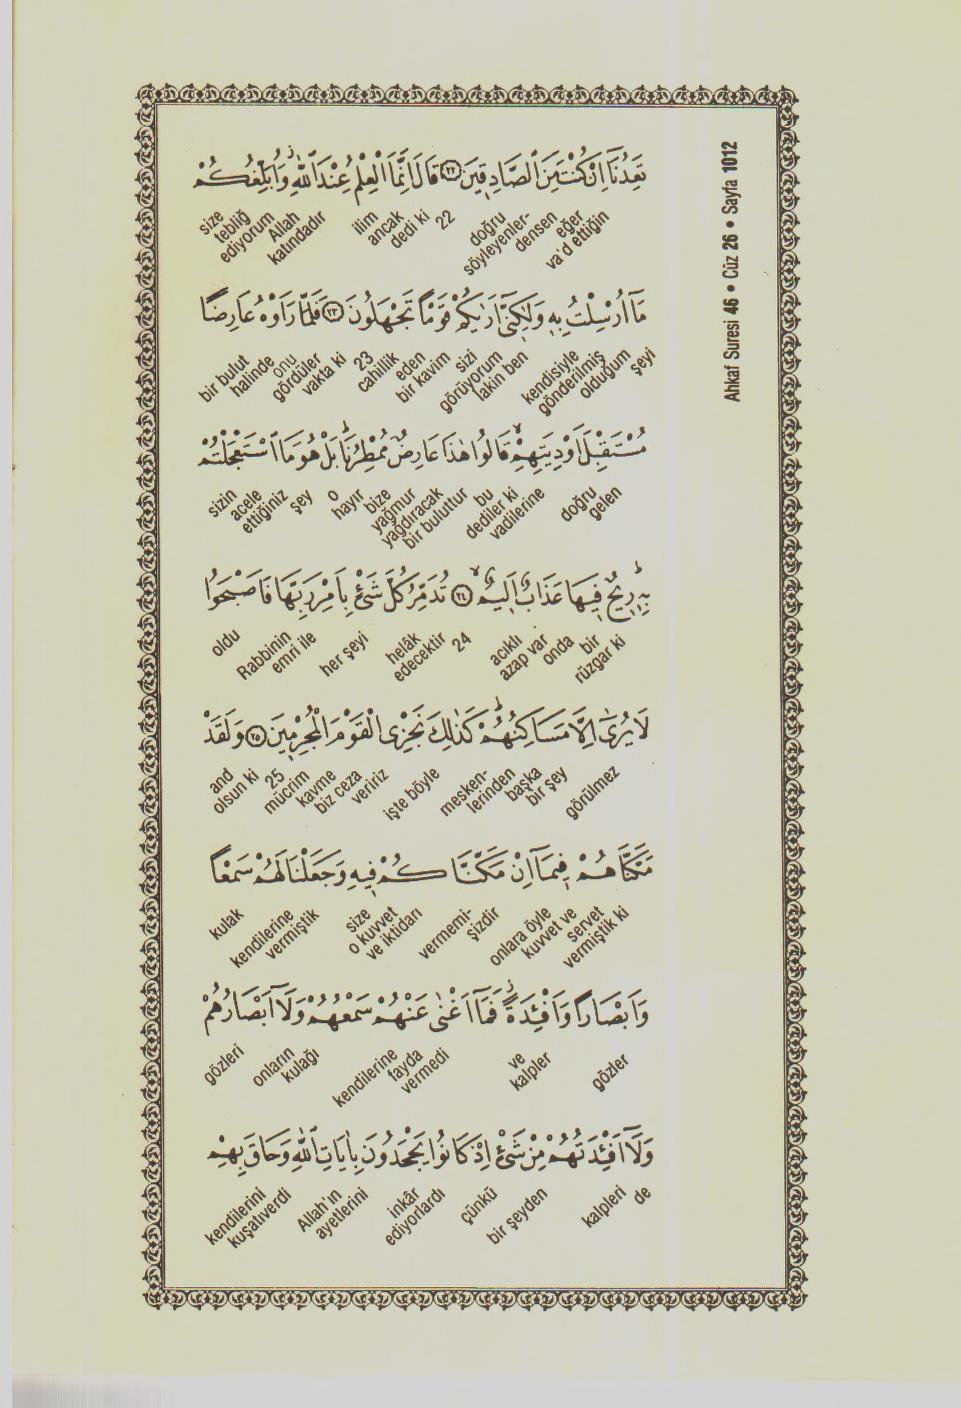 Ahkaf Suresi 46 • Cüz 26 • Sayfa 1012
تَعِدُنَٓا اِنْ كُنْتَ مِنَ الصَّادِقٖينَ ﴿٢٢﴾ قَالَ اِنَّمَا الْعِلْمُ عِنْدَ اللّٰهِۘ وَاُبَلِّغُكُمْ
va'd ettiğin eğer densen doğru söyleyenler- 22 dedi ki ancak ilim katındadır Allah ediyorum tebliğ size
مَٓا اُرْسِلْتُ بِهٖ وَلٰكِنّٖٓي اَرٰيكُمْ قَوْمًا تَجْهَلُونَ ﴿٢٣﴾ فَلَمَّا رَاَوْهُ عَارِضًا
şeyi olduğum gönderilmiş kendisiyle lakin ben görüyorum sizi bir kavim eden cahillik 23 vakta ki gördüler onu halinde bir bulut
مُسْتَقْبِلَ اَوْدِيَتِهِمْۙ قَالُوا هٰذَا عَارِضٌ مُمْطِرُنَاۜ بَلْ هُوَ مَا اسْتَعْجَلْتُمْ
gelen doğru vadilerine dediler ki bu bir buluttur yağdıracak yağmur bize hayır o şey ettiğiniz acele sizin
بِهٖۜ رٖيحٌ فٖيهَا عَذَابٌ اَلٖيمٌۙ ﴿٢٤﴾ تُدَمِّرُ كُلَّ شَيْءٍ بِاَمْرِ رَبِّهَا فَاَصْبَحُوا
rüzgar ki bir onda azap var acıklı 24 edecektir helâk her şeyi emri ile Rabbinin oldu
لَا يُرٰٓى اِلَّا مَسَاكِنُهُمْۜ كَذٰلِكَ نَجْزِي الْقَوْمَ الْمُجْرِمٖينَ ﴿٢٥﴾ وَلَقَدْ
görülmez bir şey başka lerinden mesken- işte böyle veririz biz ceza kavme mücrim 25 olsun ki and
مَكَّنَّاهُمْ فٖيمَٓا اِنْ مَكَّنَّاكُمْ فٖيهِ وَجَعَلْنَا لَهُمْ سَمْعًا
vermiştik ki servet kuvvet ve onlara öyle şizdir vermemi- ve iktidarı o kuvvet size vermiştik kendilerine kulak
وَاَبْصَارًا وَاَفْـِٔدَةًۘ فَمَٓا اَغْنٰى عَنْهُمْ سَمْعُهُمْ وَلَٓا اَبْصَارُهُمْ
gözler kalpler ve vermedi fayda kendilerine kulağı onların gözleri
وَلَٓا اَفْـِٔدَتُهُمْ مِنْ شَيْءٍ اِذْ كَانُوا يَجْحَدُونَ بِاٰيَاتِ اللّٰهِ وَحَاقَ بِهِمْ
de kalpleri bir şeyden çünkü ediyorlardı inkâr ayetlerini Allah'ın kuşatıverdi kendilerini